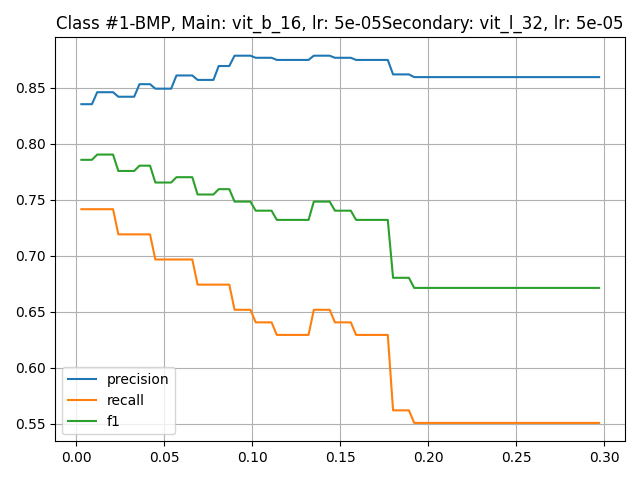 Class #1-BMP, Main: vit_b_16, lr: 5e-05Secondary: vit_l_32, lr: 5e-05
0.85
0.80
0.75
0.70
0.65
0.60
0.55
precision
recall
f1
0.00 0.05 0.10 0.15 0.20 0.25 0.30